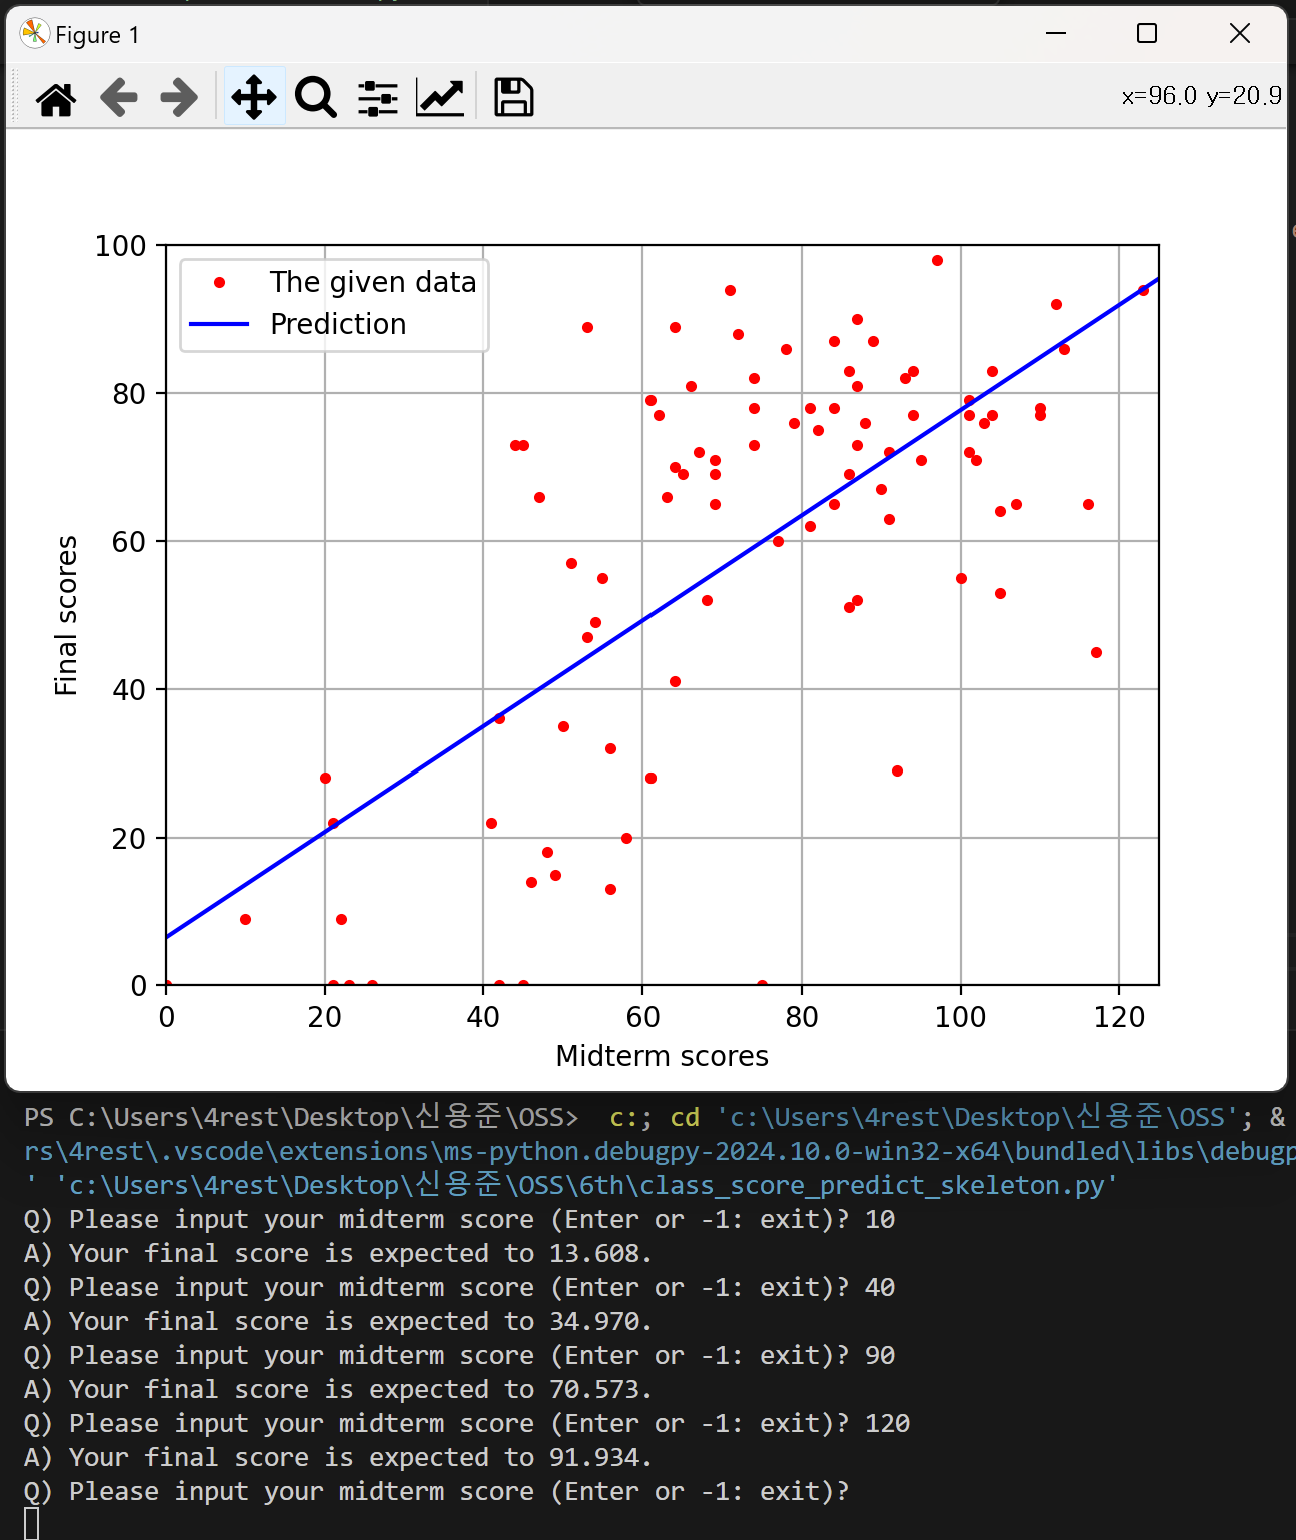 Figure 1
x=96.0 y=20.9
100
The given data
Prediction
80
60
Final scores
40
20
0
0 20 40 60 80 100 120
Midterm scores
PS C:\Users\4rest\Desktop\신용준\OSS>  c:; cd 'c:\Users\4rest\Desktop\신용준\OSS'; &
rs\4rest\.vscode\extensions\ms-python.debugpy-2024.10.0-win32-x64\bundled\libs\debugp
' 'c:\Users\4rest\Desktop\신용준\OSS\6th\class_score_predict_skeleton.py'
Q) Please input your midterm score (Enter or -1: exit)? 10
A) Your final score is expected to 13.608.
Q) Please input your midterm score (Enter or -1: exit)? 40
A) Your final score is expected to 34.970.
Q) Please input your midterm score (Enter or -1: exit)? 90
A) Your final score is expected to 70.573.
Q) Please input your midterm score (Enter or -1: exit)? 120
A) Your final score is expected to 91.934.
Q) Please input your midterm score (Enter or -1: exit)?